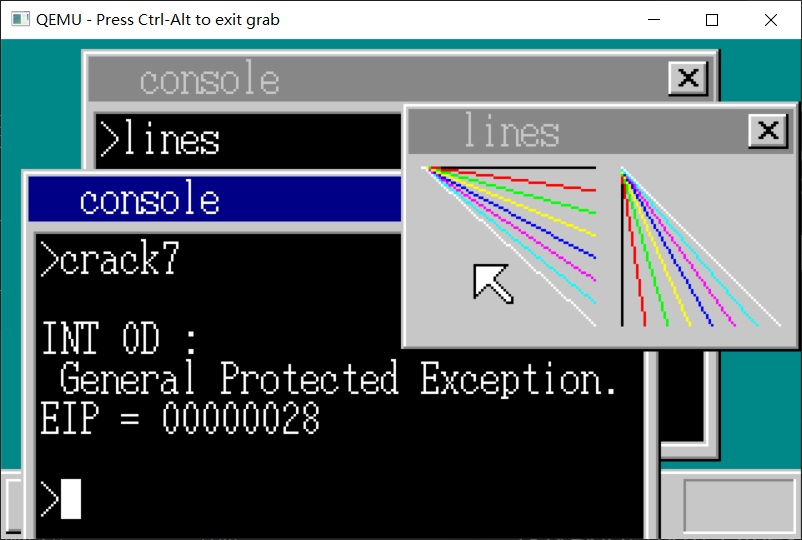 QEMU - Press Ctrl-Alt to exit grab
console
>lines
lines
console
>crack7
INT 0D :
General Protected Exception.
EIP = 00000028
>